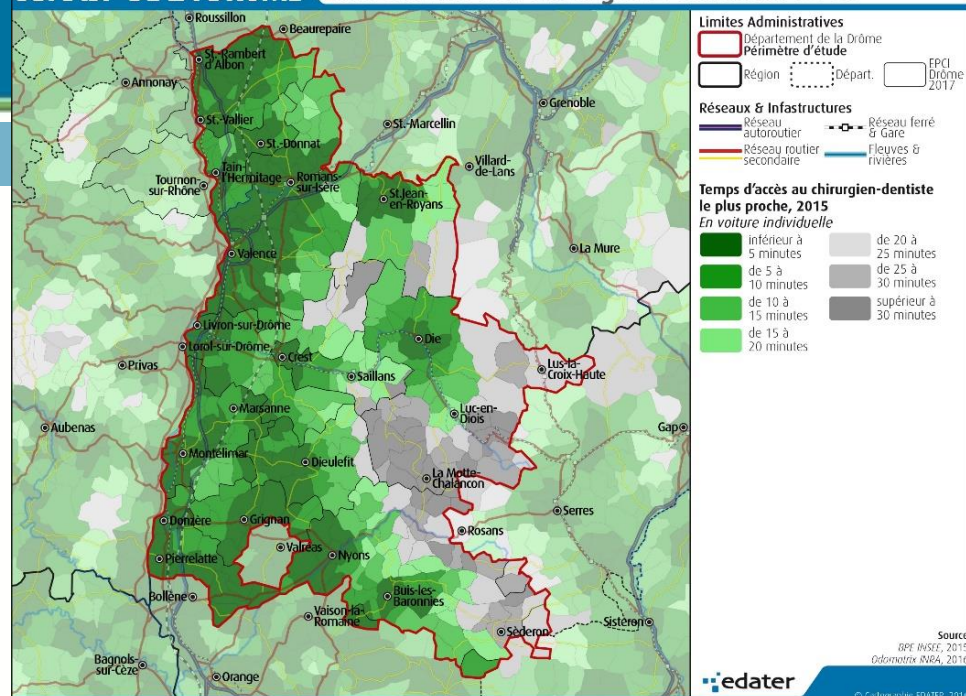 Roussillon
Beaurepaire
St.-Rambert
d'Albon
Annonay
Grenoble
St.-Vallier
St.-Marcellin
St.-Donnat
Villard-
de-Lans
Tain-
l'Hermitage
Tournon-
sur-Rhône
Romans-
sur-Isère
St.Jean-
en-Royans
Valence
La Mure
Livron-sur-Drôme
Lorol-sur-Drôme
Die
Privas
Crest
Lus-la-
Croix-Haute
Saillans
Marsanne
Luc-en-
Diois
Aubenas
Gap
Montélimar
Dieulefit
La Motte-
Chalancon
Donzère
Grignan
Serres
Rosans
Valréas
Nyons
Pierrelatte
Bollène
Buis-les-
Baronnies
Vaison-la-
Romaine
Séderon
Sistéron
Bagnols-
sur-Cèze
Orange
Limites Administratives
Département de la Drôme
Périmètre d'étude
Région
Départ.
EPCI
Drôme
2017
Réseaux & Infastructures
Réseau
autoroutier
Réseau ferré
& Gare
Réseau routier
secondaire
Fleuves &
rivières
Temps d'accès au chirurgien-dentiste
le plus proche, 2015
En voiture individuelle
inférieur à
5 minutes
de 5 à
10 minutes
de 10 à
15 minutes
de 15 à
20 minutes
de 20 à
25 minutes
de 25 à
30 minutes
supérieur à
30 minutes
Source
BPE INSEE, 2015
Odomatrix INRA, 2016
edater
© Cartographie EDATER, 201